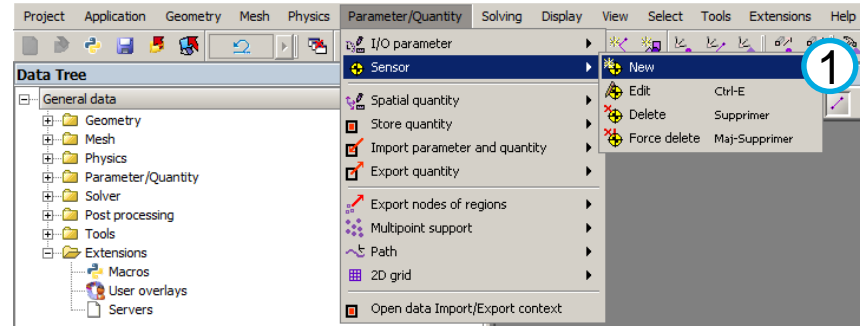 Project Application Geometry Mesh Physics Parameter/Quantity Solving Display View Select Tools Extensions Help
Data Tree
General data
Geometry
Mesh
Physics
Parameter/Quantity
Solver
Post processing
Tools
Extensions
Macros
User overlays
Servers
I/O parameter
Sensor
Spatial quantity
Store quantity
Import parameter and quantity
Export quantity
Export nodes of regions
Multipoint support
Path
2D grid
Open data Import/Export context
New
Edit Ctrl-E
Delete Supprimer
Force delete Maj-Supprimer
1